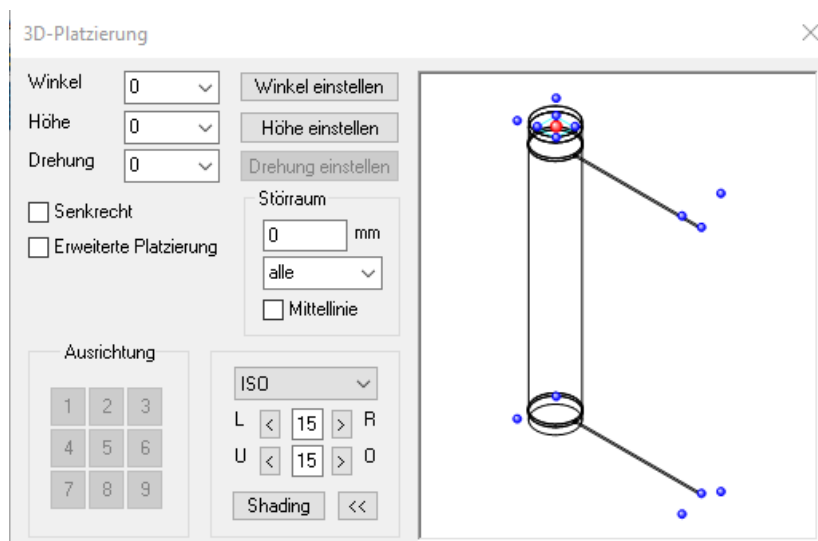 3D-Platzierung
Winkel 0 Winkel einstellen
Höhe 0 Höhe einstellen
Drehung 0 Drehung einstellen
Senkrecht
Erweiterte Platzierung
Störraum
0 mm
alle
Mittellinie
Ausrichtung
1 2 3
4 5 6
7 8 9
ISO
L < 15 > R
U < 15 > O
Shading <<